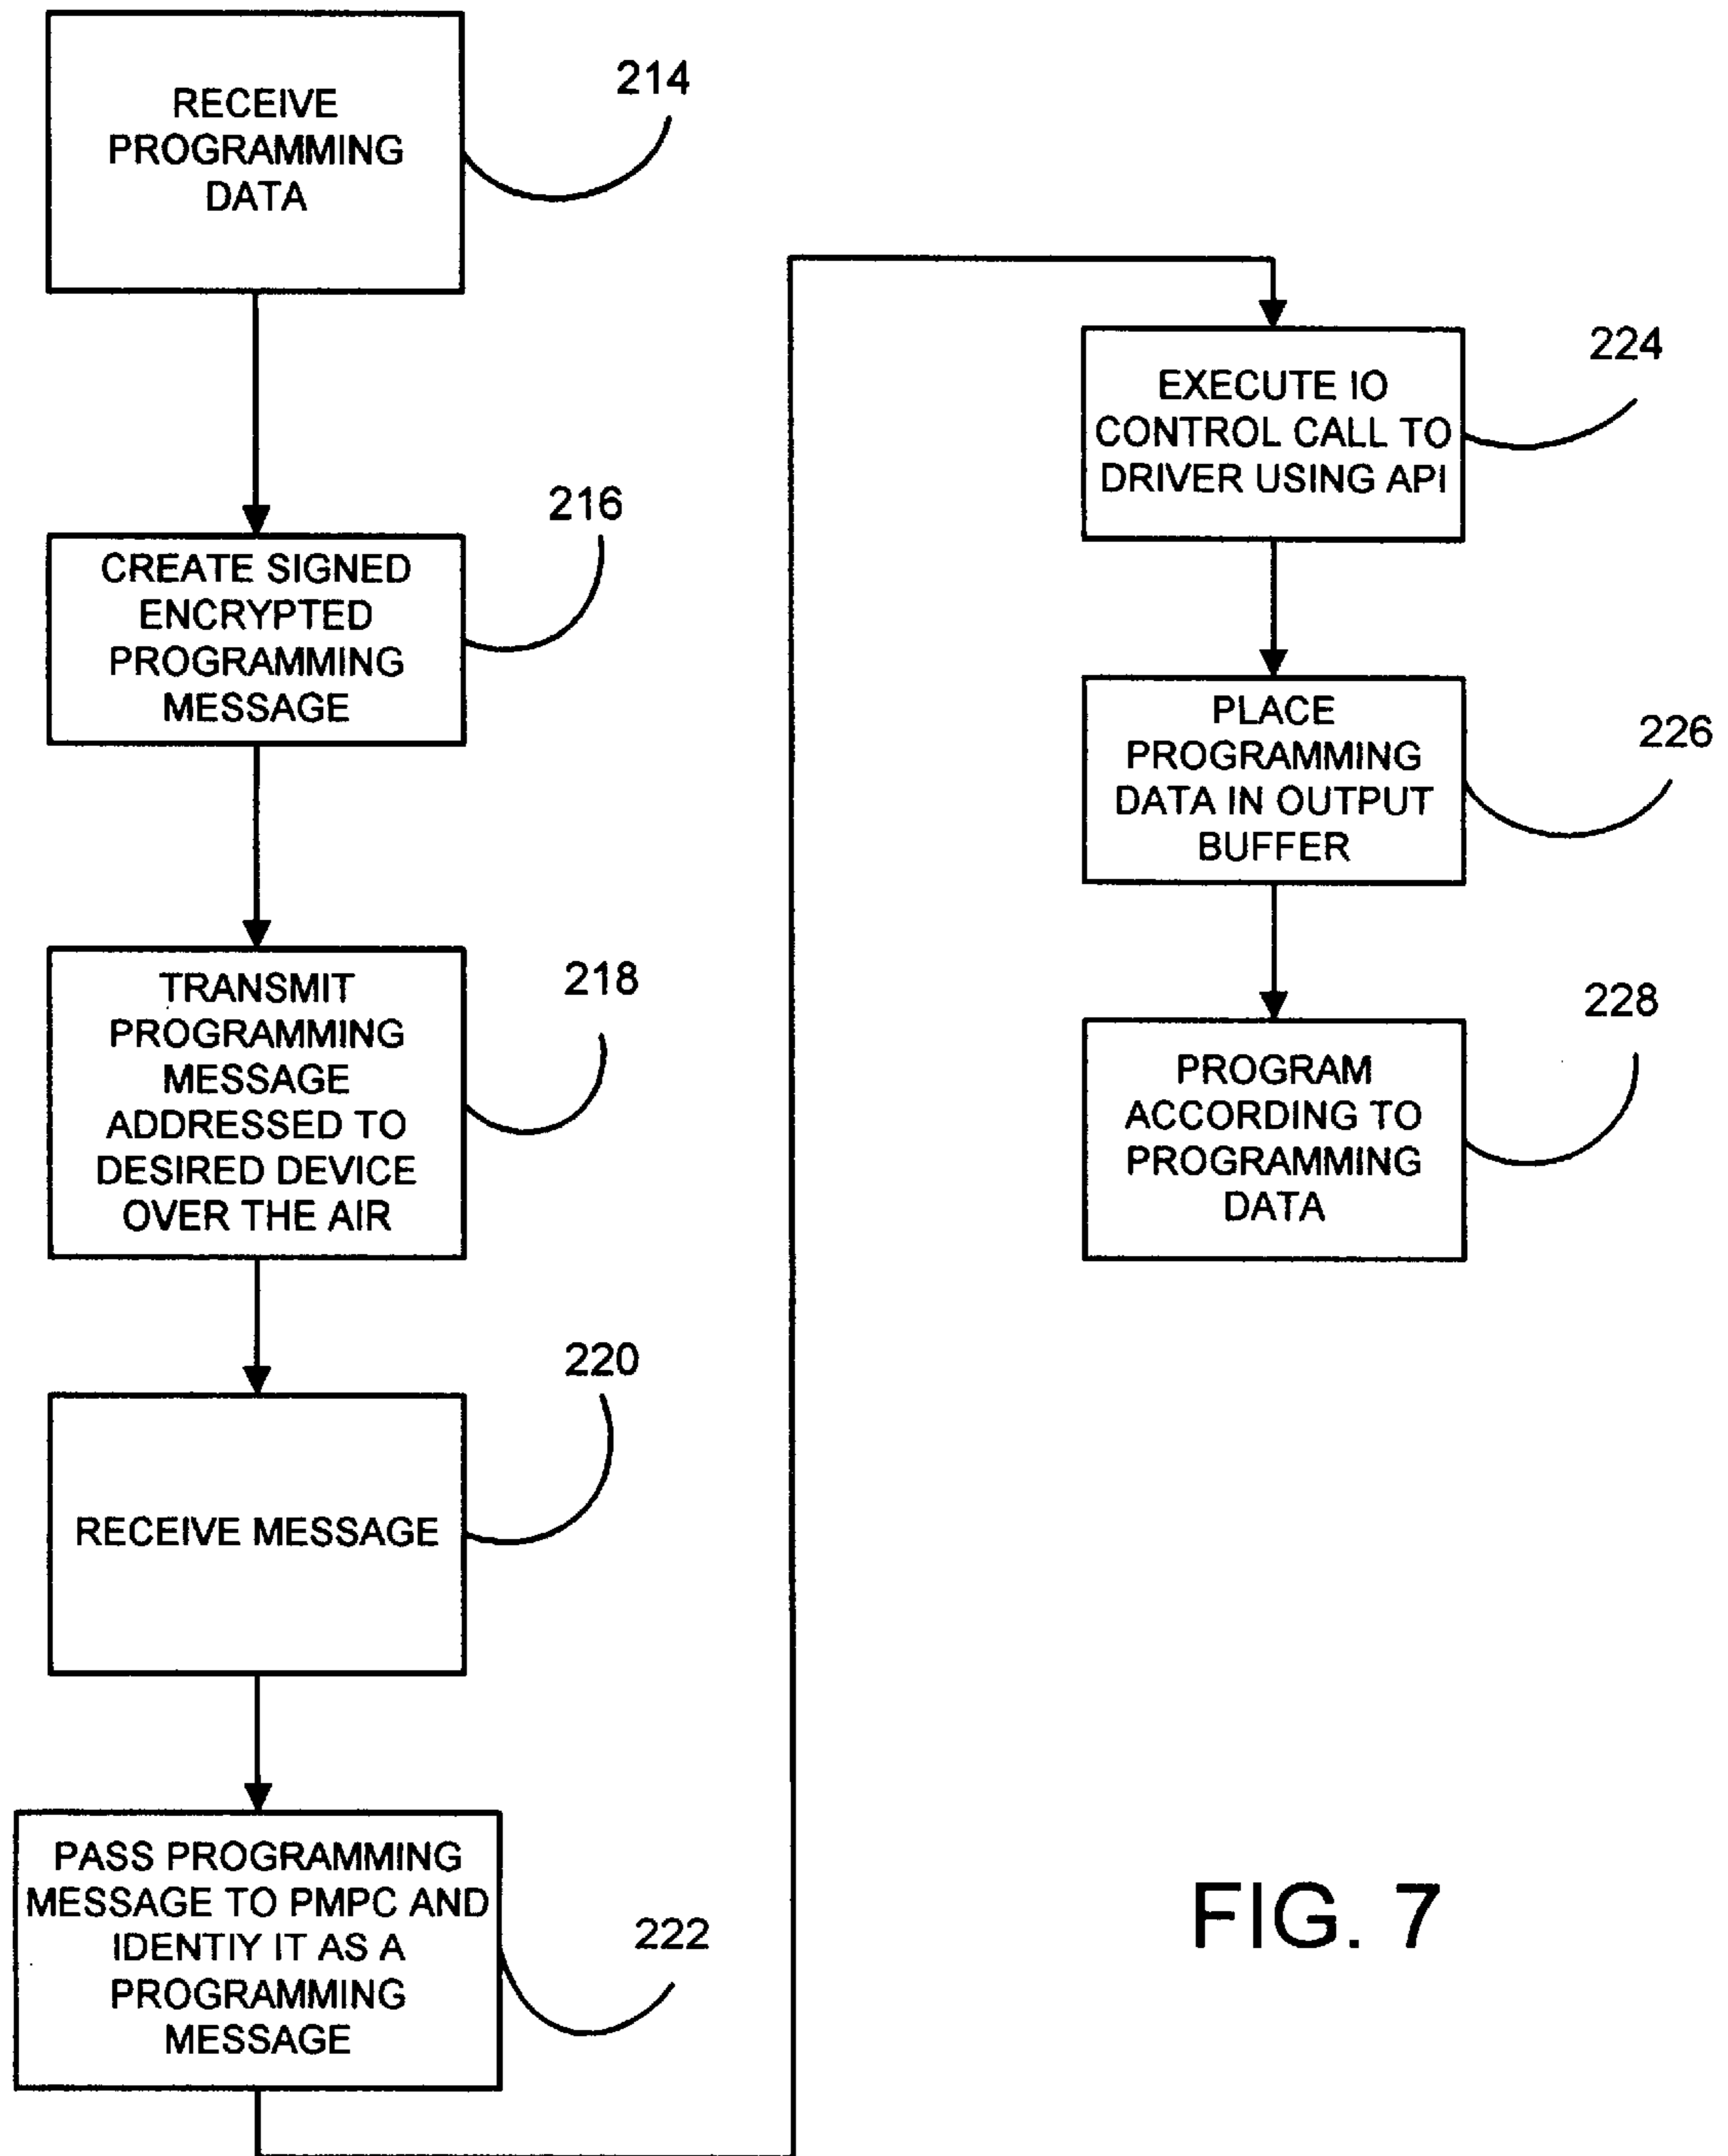 RECEIVE
PROGRAMMING
DATA
214
CREATE SIGNED
ENCRYPTED
PROGRAMMING
MESSAGE
216
TRANSMIT
PROGRAMMING
MESSAGE
ADDRESSED TO
DESIRED DEVICE
OVER THE AIR
218
RECEIVE MESSAGE
220
PASS PROGRAMMING
MESSAGE TO PMPC AND
IDENTIY IT AS A
PROGRAMMING
MESSAGE
222
EXECUTE IO
CONTROL CALL TO
DRIVER USING API
224
PLACE
PROGRAMMING
DATA IN OUTPUT
BUFFER
226
PROGRAM
ACCORDING TO
PROGRAMMING
DATA
228
FIG. 7